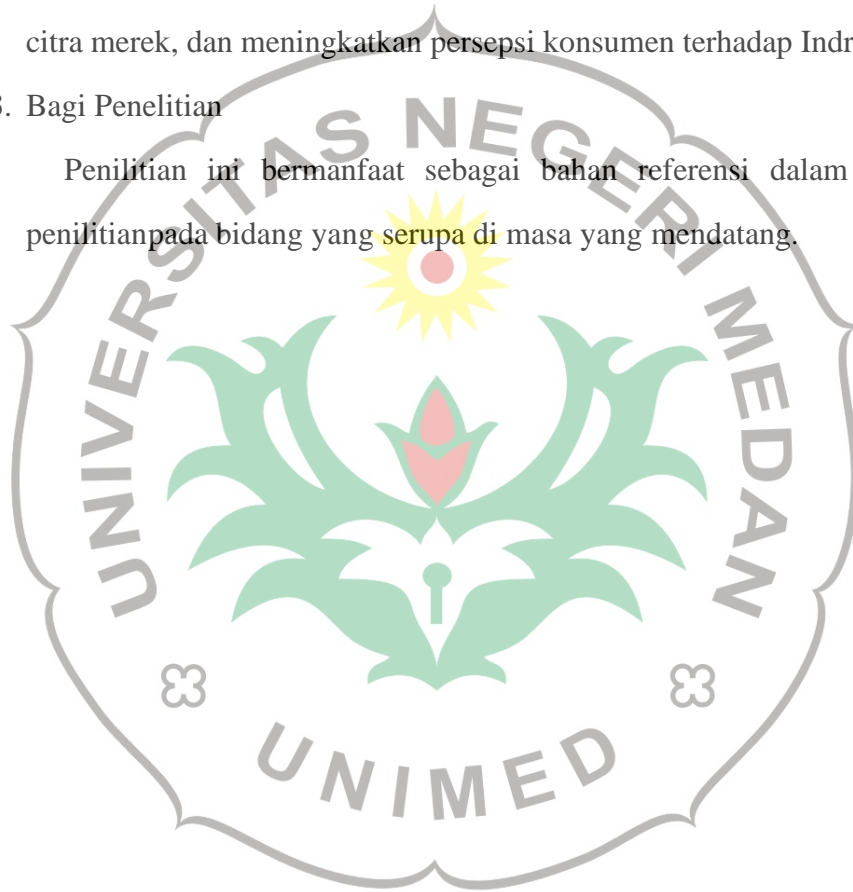 citra merek, dan meningkatkan persepsi konsumen terhadap Indr
3. Bagi Penelitian
Penilitian ini bermanfaat sebagai bahan referensi dalam
penilitianpada bidang yang serupa di masa yang mendatang.
UNIVERSITAS NEGERI MEDAN
UNIMED